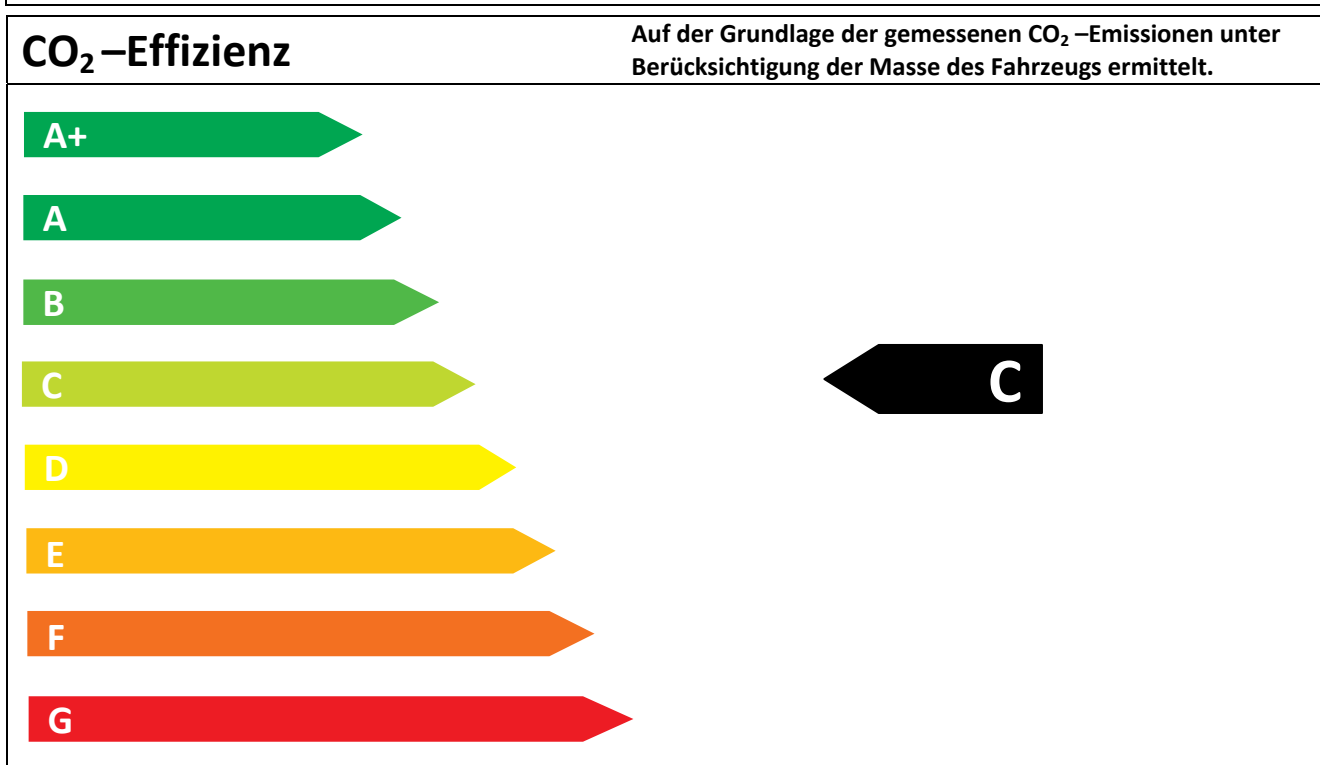 CO₂ –Effizienz
Auf der Grundlage der gemessenen CO₂ –Emissionen unter
Berücksichtigung der Masse des Fahrzeugs ermittelt.
A+
A
B
C
C
D
E
F
G